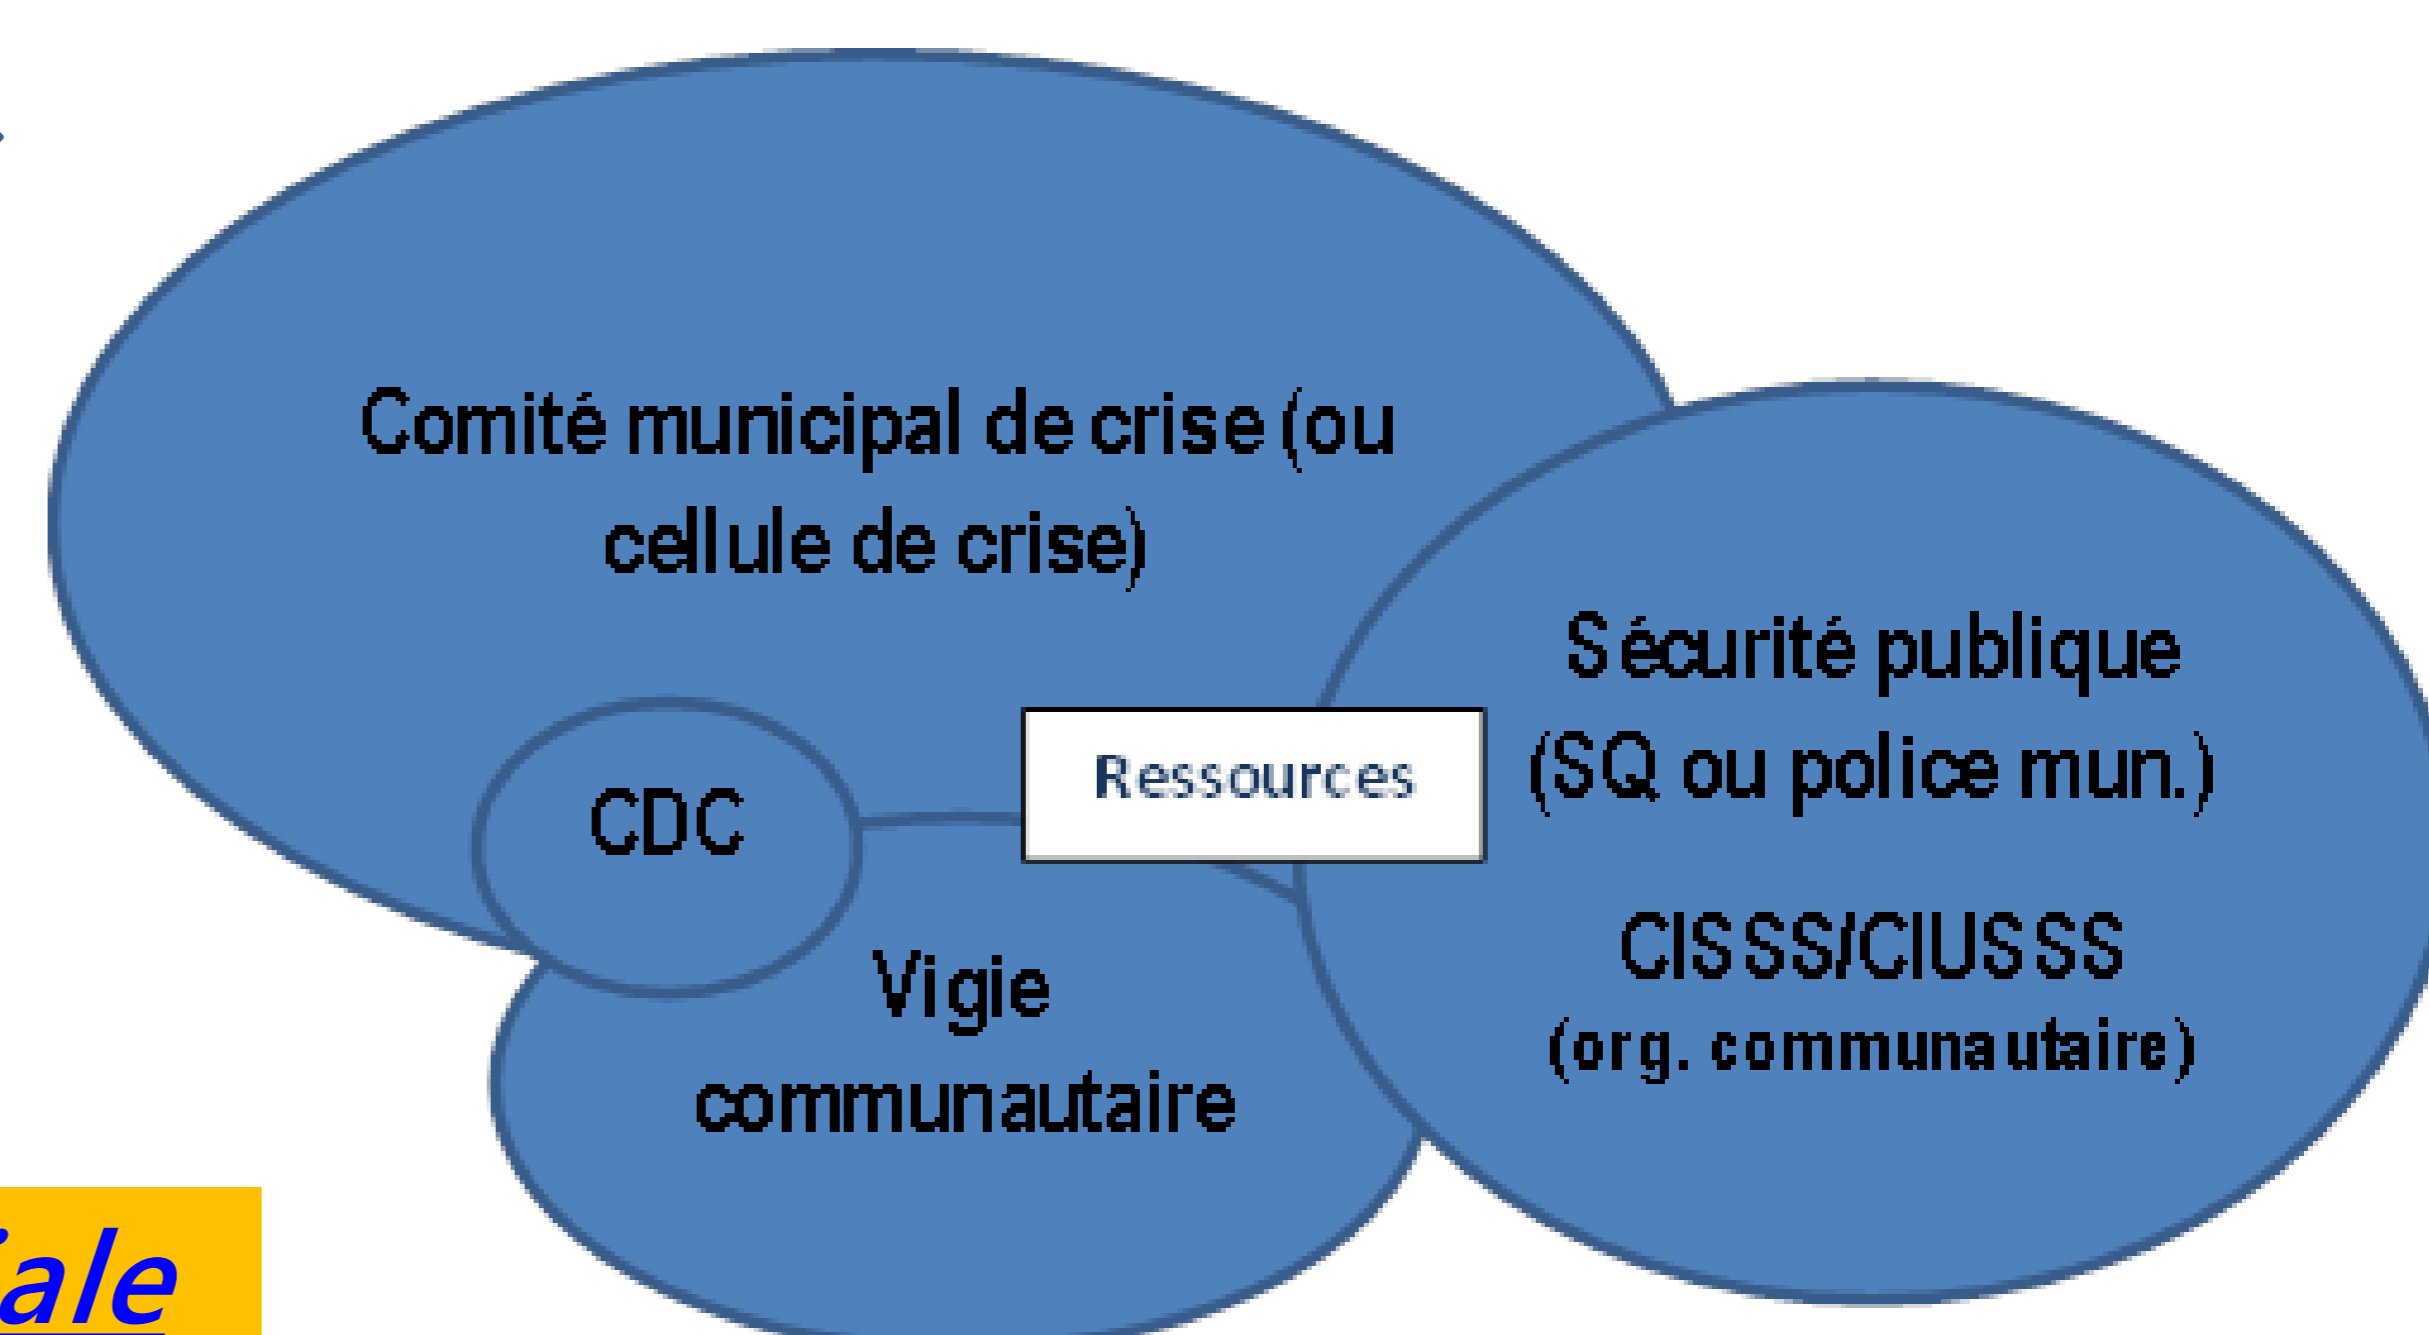 Comité municipal de crise (ou
cellule de crise)
Sécurité publique
(SQ ou police mun.)
Ressources
CDC
CISSS/CIUSSS
(org. communautaire)
Vigie
communautaire